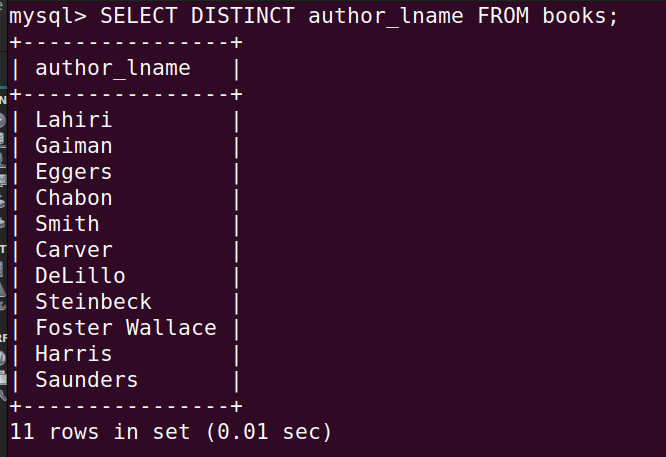 mysql> SELECT DISTINCT author_lname FROM books;
+----------------+
| author_lname   |
+----------------+
| Lahiri         |
| Gaiman         |
| Eggers         |
| Chabon         |
| Smith          |
| Carver         |
| DeLillo        |
| Steinbeck      |
| Foster Wallace |
| Harris         |
| Saunders       |
+----------------+
11 rows in set (0.01 sec)